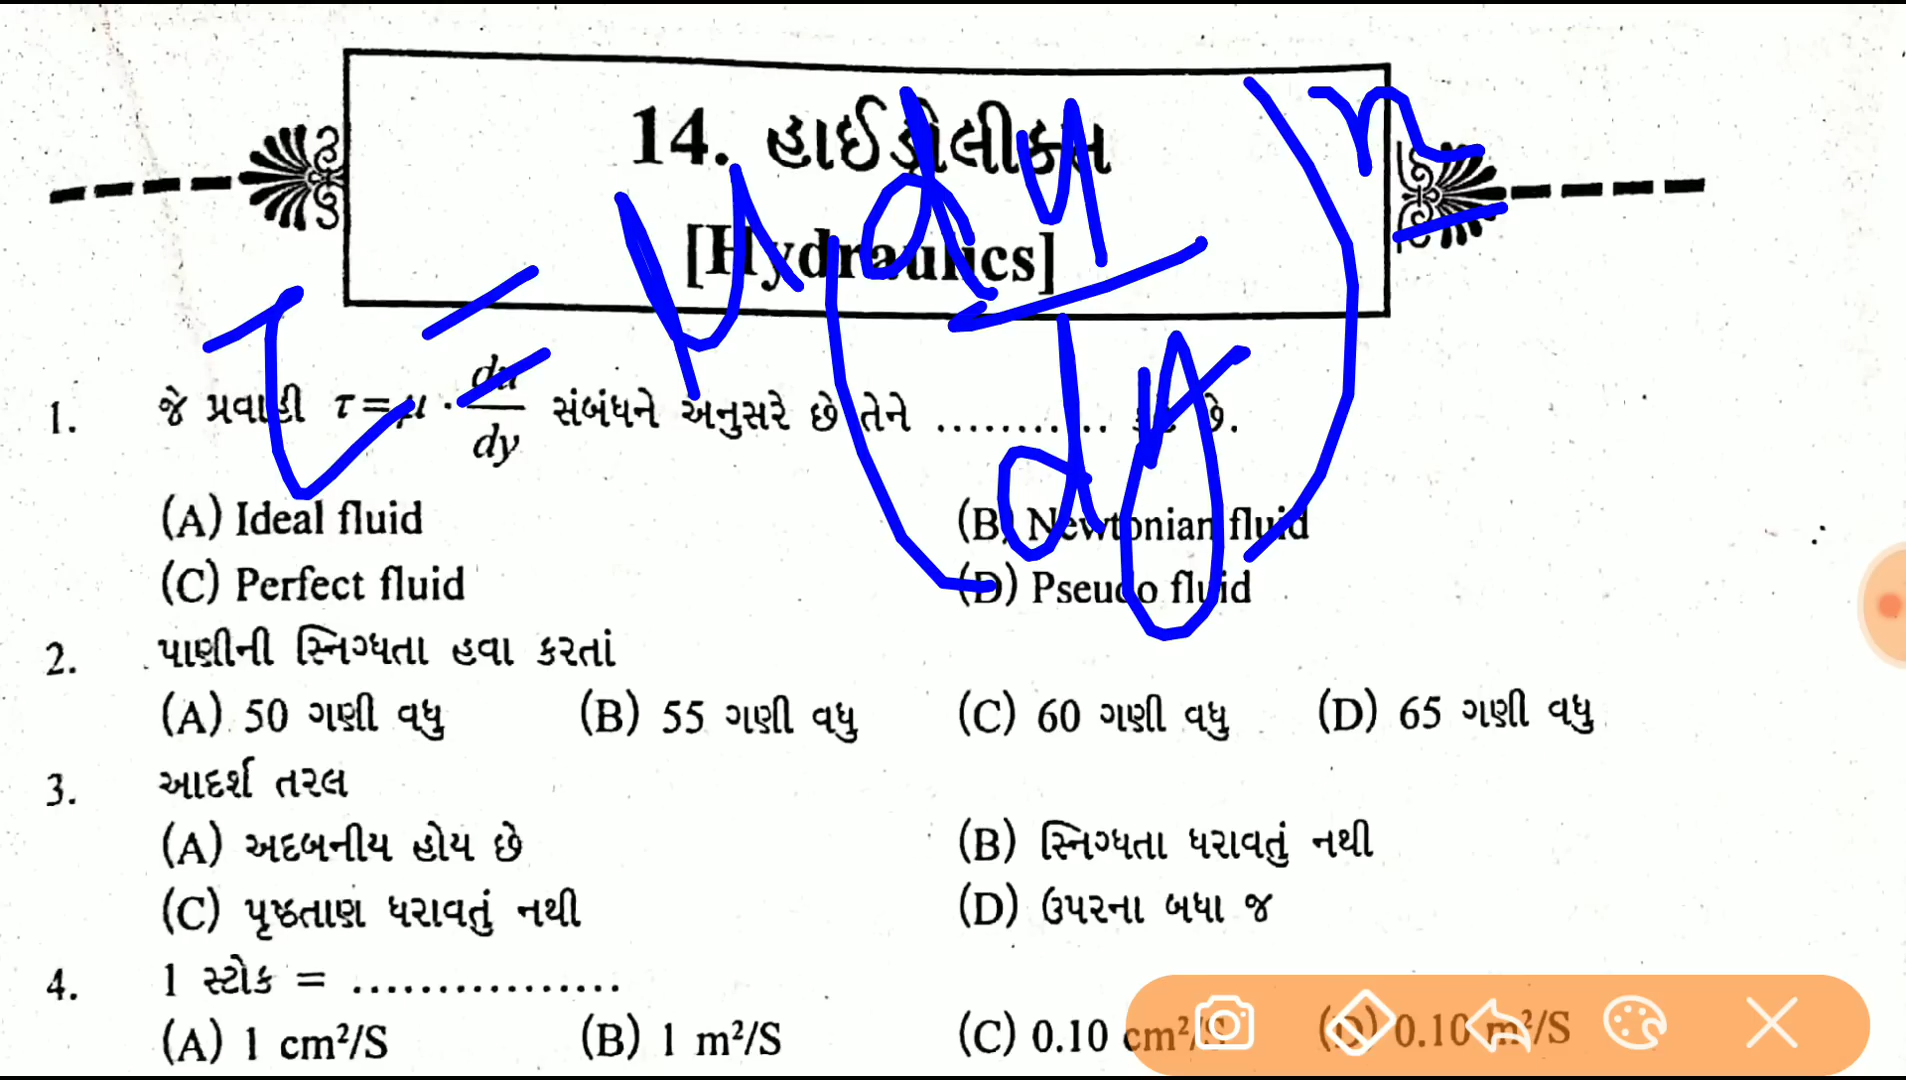 14. હાઈડ્રોલીક્સ
[Hydraulics]
τ = μ (du/dy)ⁿ
1. જે પ્રવાહી τ = μ · du/dy સંબંધને અનુસરે છે તેને ............ છે.
(A) Ideal fluid (B) Newtonian fluid
(C) Perfect fluid (D) Pseudo fluid
2. પાણીની સ્નિગ્ધતા હવા કરતાં
(A) 50 ગણી વધુ (B) 55 ગણી વધુ (C) 60 ગણી વધુ (D) 65 ગણી વધુ
3. આદર્શ તરલ
(A) અદબનીય હોય છે (B) સ્નિગ્ધતા ધરાવતું નથી
(C) પૃષ્ઠતાણ ધરાવતું નથી (D) ઉપરના બધા જ
4. 1 સ્ટોક = ................
(A) 1 cm²/S (B) 1 m²/S (C) 0.10 cm²/S (D) 0.10 m²/S